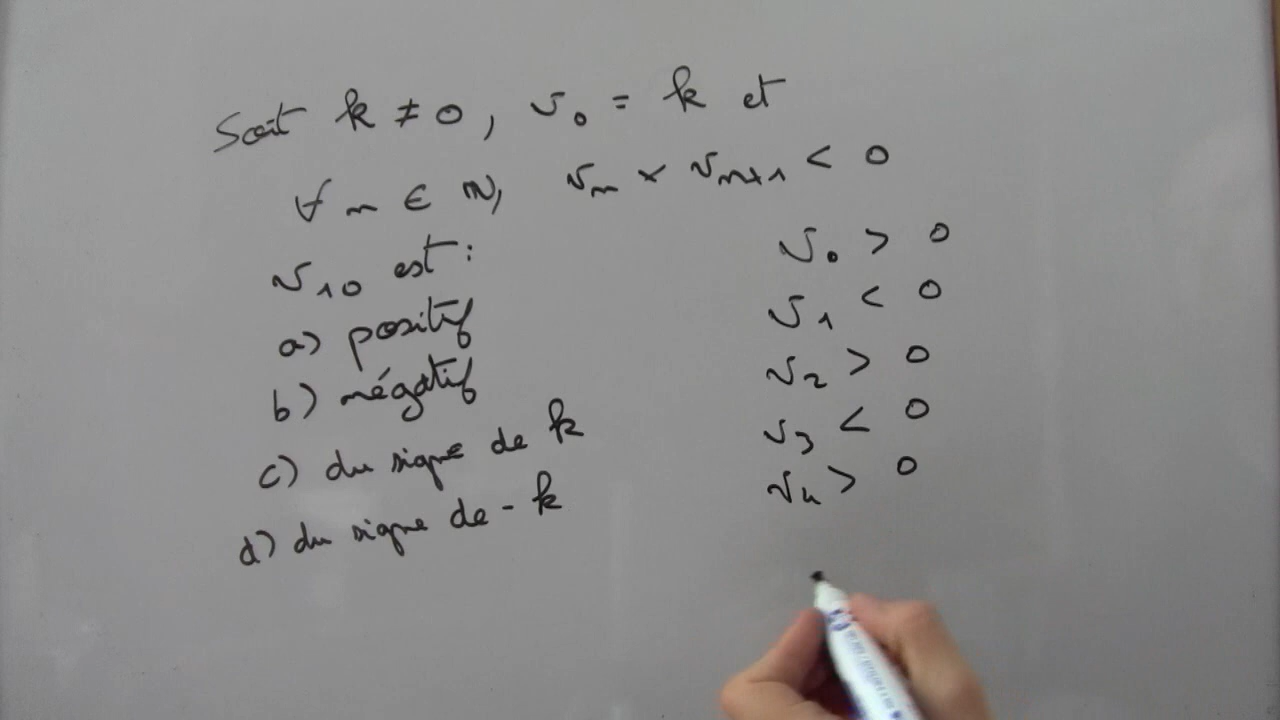 Soit k ≠ 0, v₀ = k et
∀ n ∈ ℕ, vₙ × vₙ₊₁ < 0
v₁₀ est :
a) positif
b) négatif
c) du signe de k
d) du signe de - k
v₀ > 0
v₁ < 0
v₂ > 0
v₃ < 0
v₄ > 0